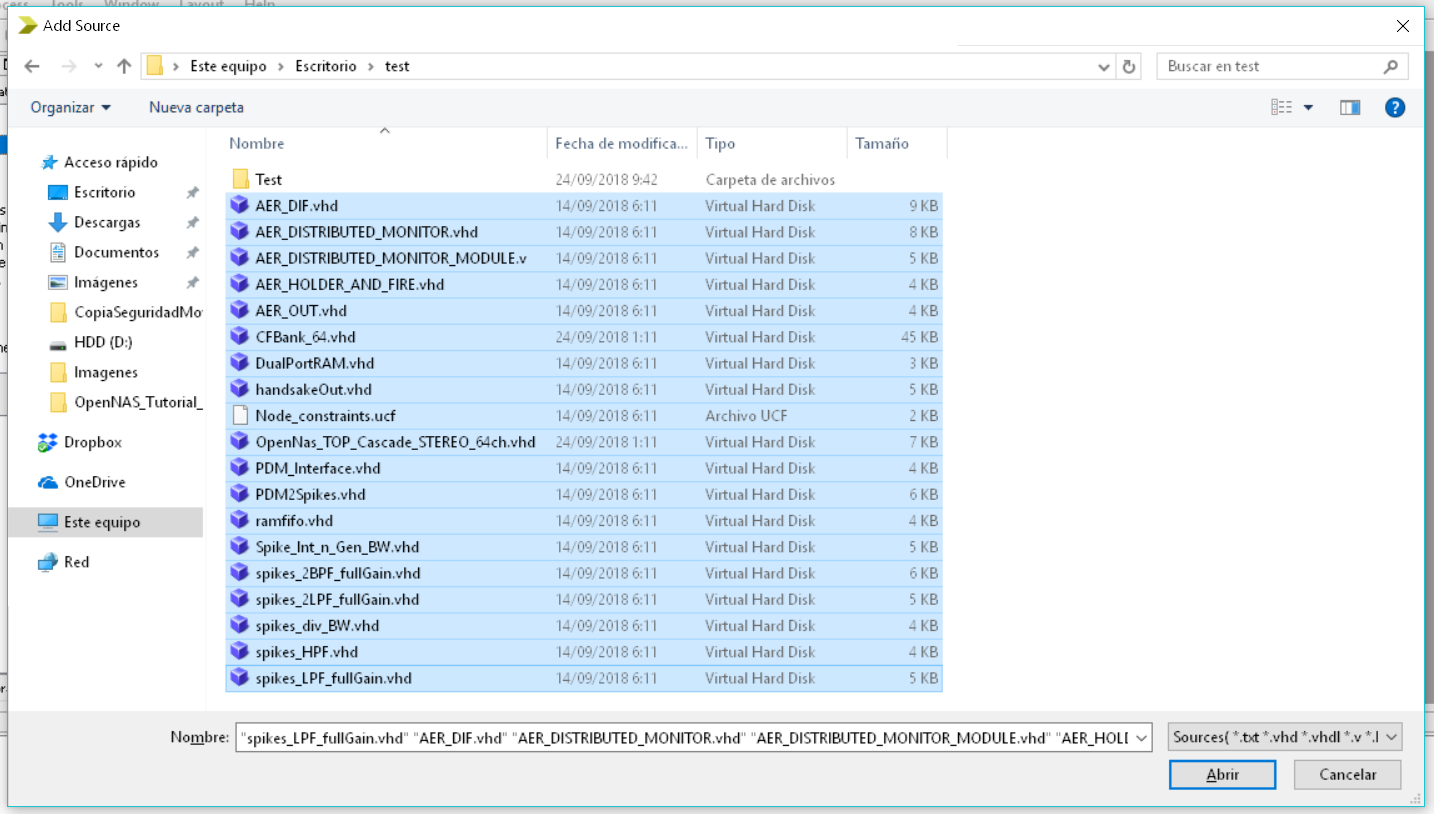 Tools Window Layout Help
Add Source
Este equipo Escritorio test
Buscar en test
Organizar Nueva carpeta
Nombre Fecha de modifica... Tipo Tamaño
Acceso rápido
Escritorio
Descargas
Documentos
Imágenes
CopiaSeguridadMo
HDD (D:)
Imagenes
OpenNAS_Tutorial_
Dropbox
OneDrive
Este equipo
Red
Test 24/09/2018 9:42 Carpeta de archivos
AER_DIF.vhd 14/09/2018 6:11 Virtual Hard Disk 9 KB
AER_DISTRIBUTED_MONITOR.vhd 14/09/2018 6:11 Virtual Hard Disk 8 KB
AER_DISTRIBUTED_MONITOR_MODULE.v 14/09/2018 6:11 Virtual Hard Disk 5 KB
AER_HOLDER_AND_FIRE.vhd 14/09/2018 6:11 Virtual Hard Disk 4 KB
AER_OUT.vhd 14/09/2018 6:11 Virtual Hard Disk 4 KB
CFBank_64.vhd 24/09/2018 1:11 Virtual Hard Disk 45 KB
DualPortRAM.vhd 14/09/2018 6:11 Virtual Hard Disk 3 KB
handsakeOut.vhd 14/09/2018 6:11 Virtual Hard Disk 5 KB
Node_constraints.ucf 14/09/2018 6:11 Archivo UCF 2 KB
OpenNas_TOP_Cascade_STEREO_64ch.vhd 24/09/2018 1:11 Virtual Hard Disk 7 KB
PDM_Interface.vhd 14/09/2018 6:11 Virtual Hard Disk 4 KB
PDM2Spikes.vhd 14/09/2018 6:11 Virtual Hard Disk 6 KB
ramfifo.vhd 14/09/2018 6:11 Virtual Hard Disk 4 KB
Spike_Int_n_Gen_BW.vhd 14/09/2018 6:11 Virtual Hard Disk 5 KB
spikes_2BPF_fullGain.vhd 14/09/2018 6:11 Virtual Hard Disk 6 KB
spikes_2LPF_fullGain.vhd 14/09/2018 6:11 Virtual Hard Disk 5 KB
spikes_div_BW.vhd 14/09/2018 6:11 Virtual Hard Disk 4 KB
spikes_HPF.vhd 14/09/2018 6:11 Virtual Hard Disk 4 KB
spikes_LPF_fullGain.vhd 14/09/2018 6:11 Virtual Hard Disk 5 KB
Nombre: "spikes_LPF_fullGain.vhd" "AER_DIF.vhd" "AER_DISTRIBUTED_MONITOR.vhd" "AER_DISTRIBUTED_MONITOR_MODULE.vhd" "AER_HOLD
Sources( *.txt *.vhd *.vhdl *.v *.l
Abrir Cancelar